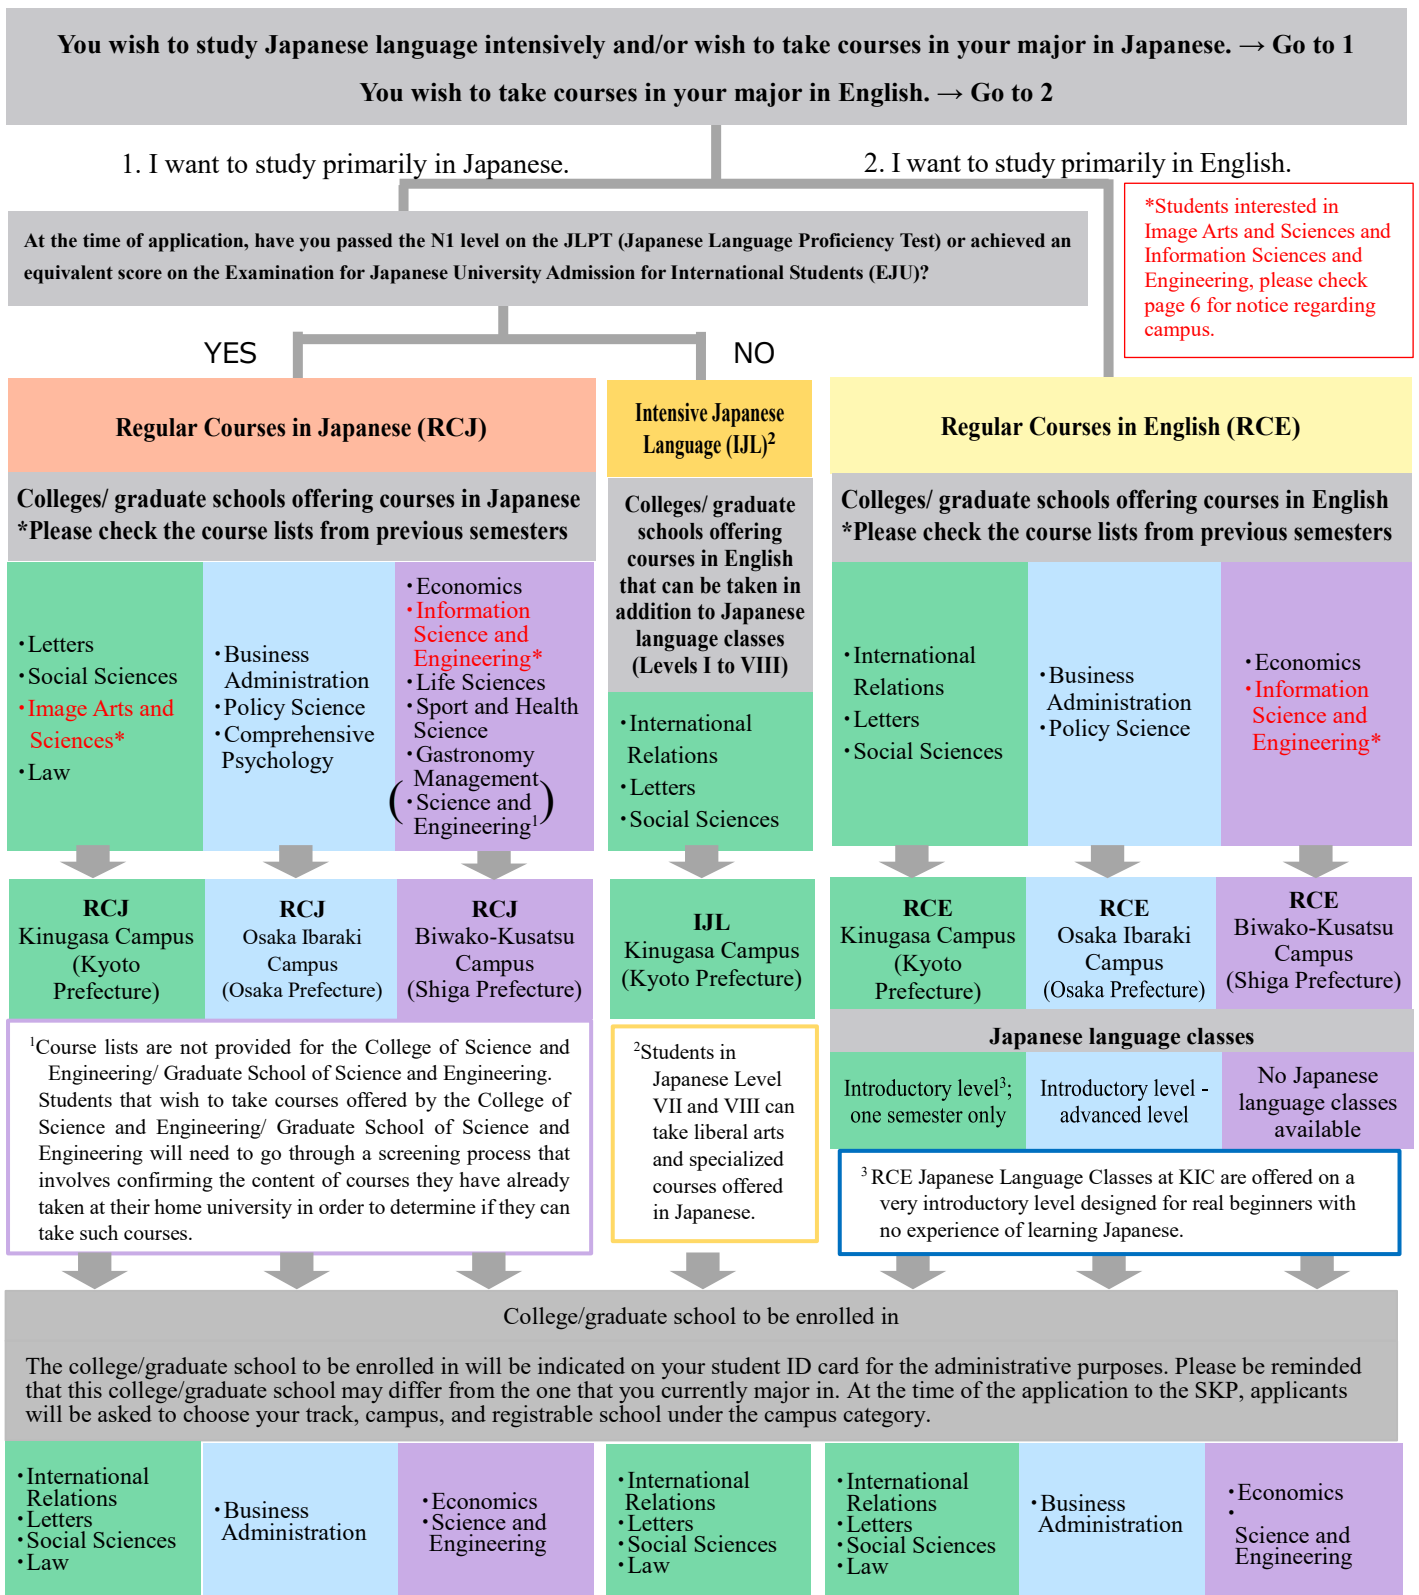 You wish to study Japanese language intensively and/or wish to take courses in your major in Japanese. → Go to 1
You wish to take courses in your major in English. → Go to 2
1. I want to study primarily in Japanese.
2. I want to study primarily in English.
*Students interested in
Image Arts and Sciences and
Information Sciences and
Engineering, please check
page 6 for notice regarding
campus.
At the time of application, have you passed the N1 level on the JLPT (Japanese Language Proficiency Test) or achieved an
equivalent score on the Examination for Japanese University Admission for International Students (EJU)?
YES
NO
Regular Courses in Japanese (RCJ)
Colleges/ graduate schools offering courses in Japanese
*Please check the course lists from previous semesters
・Letters
・Social Sciences
・Image Arts and
Sciences*
・Law
・Business
Administration
・Policy Science
・Comprehensive
Psychology
・Economics
・Information
Science and
Engineering*
・Life Sciences
・Sport and Health
Science
・Gastronomy
Management
(・Science and
Engineering¹)
RCJ
Kinugasa Campus
(Kyoto
Prefecture)
RCJ
Osaka Ibaraki
Campus
(Osaka Prefecture)
RCJ
Biwako-Kusatsu
Campus
(Shiga Prefecture)
¹Course lists are not provided for the College of Science and
Engineering/ Graduate School of Science and Engineering.
Students that wish to take courses offered by the College of
Science and Engineering/ Graduate School of Science and
Engineering will need to go through a screening process that
involves confirming the content of courses they have already
taken at their home university in order to determine if they can
take such courses.
Intensive Japanese
Language (IJL)²
Colleges/ graduate
schools offering
courses in English
that can be taken in
addition to Japanese
language classes
(Levels I to VIII)
・International
Relations
・Letters
・Social Sciences
IJL
Kinugasa Campus
(Kyoto Prefecture)
²Students in
Japanese Level
VII and VIII can
take liberal arts
and specialized
courses offered
in Japanese.
Regular Courses in English (RCE)
Colleges/ graduate schools offering courses in English
*Please check the course lists from previous semesters
・International
Relations
・Letters
・Social Sciences
・Business
Administration
・Policy Science
・Economics
・Information
Science and
Engineering*
RCE
Kinugasa Campus
(Kyoto
Prefecture)
RCE
Osaka Ibaraki
Campus
(Osaka Prefecture)
RCE
Biwako-Kusatsu
Campus
(Shiga Prefecture)
Japanese language classes
Introductory level³;
one semester only
Introductory level -
advanced level
No Japanese
language classes
available
³ RCE Japanese Language Classes at KIC are offered on a
very introductory level designed for real beginners with
no experience of learning Japanese.
College/graduate school to be enrolled in
The college/graduate school to be enrolled in will be indicated on your student ID card for the administrative purposes. Please be reminded
that this college/graduate school may differ from the one that you currently major in. At the time of the application to the SKP, applicants
will be asked to choose your track, campus, and registrable school under the campus category.
・International
Relations
・Letters
・Social Sciences
・Law
・Business
Administration
・Economics
・Science and
Engineering
・International
Relations
・Letters
・Social Sciences
・Law
・International
Relations
・Letters
・Social Sciences
・Law
・Business
Administration
・Economics
・
Science and
Engineering